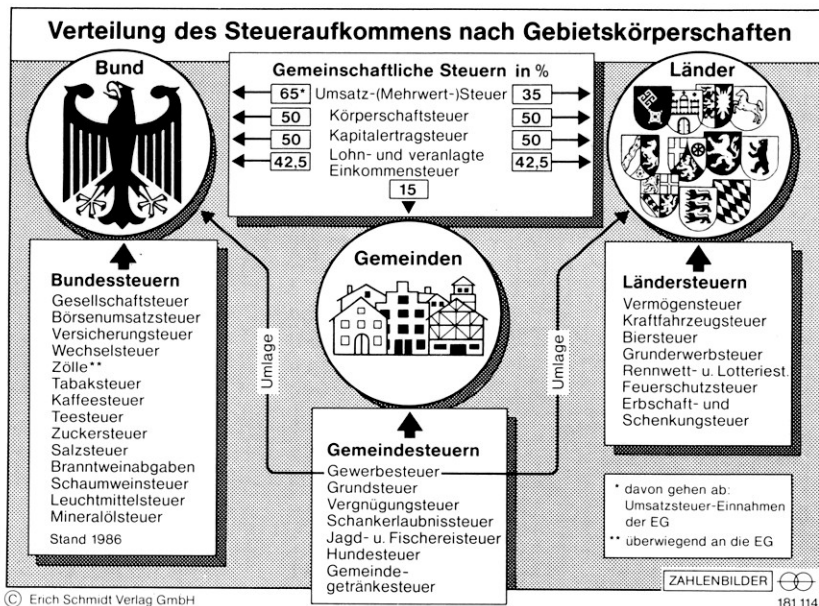 Verteilung des Steueraufkommens nach Gebietskörperschaften
Bund
Gemeinschaftliche Steuern in %
65* Umsatz-(Mehrwert-)Steuer 35
50 Körperschaftsteuer 50
50 Kapitalertragsteuer 50
42,5 Lohn- und veranlagte Einkommensteuer 42,5
15
Länder
Gemeinden
Umlage
Umlage
Bundessteuern
Gesellschaftsteuer
Börsenumsatzsteuer
Versicherungsteuer
Wechselsteuer
Zölle**
Tabaksteuer
Kaffeesteuer
Teesteuer
Zuckersteuer
Salzsteuer
Branntweinabgaben
Schaumweinsteuer
Leuchtmittelsteuer
Mineralölsteuer
Stand 1986
Gemeindesteuern
Gewerbesteuer
Grundsteuer
Vergnügungsteuer
Schankerlaubnissteuer
Jagd- u. Fischereisteuer
Hundesteuer
Gemeinde-
getränkesteuer
Ländersteuern
Vermögensteuer
Kraftfahrzeugsteuer
Biersteuer
Grunderwerbsteuer
Rennwett- u. Lotteriest.
Feuerschutzsteuer
Erbschaft- und
Schenkungsteuer
* davon gehen ab:
Umsatzsteuer-Einnahmen
der EG
** überwiegend an die EG
ZAHLENBILDER
© Erich Schmidt Verlag GmbH
181 114